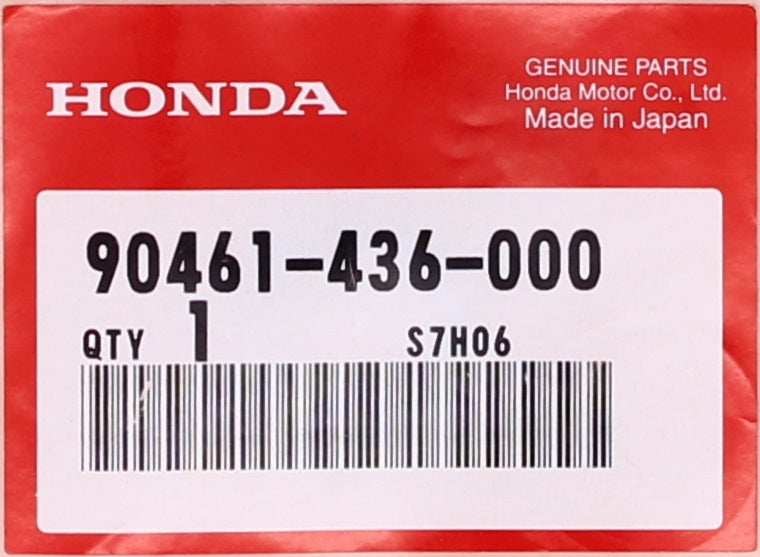 HONDA
GENUINE PARTS
Honda Motor Co., Ltd.
Made in Japan
90461-436-000
QTY 1 S7H06